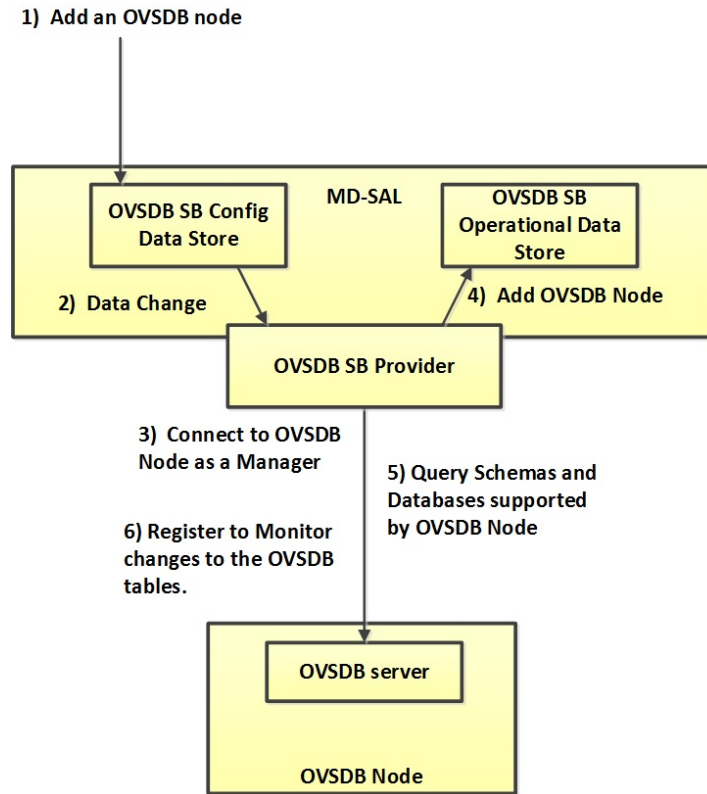 1) Add an OVSDB node
MD-SAL
OVSDB SB Config
Data Store
OVSDB SB
Operational Data
Store
2) Data Change
4) Add OVSDB Node
OVSDB SB Provider
3) Connect to OVSDB
Node as a Manager
5) Query Schemas and
Databases supported
by OVSDB Node
6) Register to Monitor
changes to the OVSDB
tables.
OVSDB server
OVSDB Node